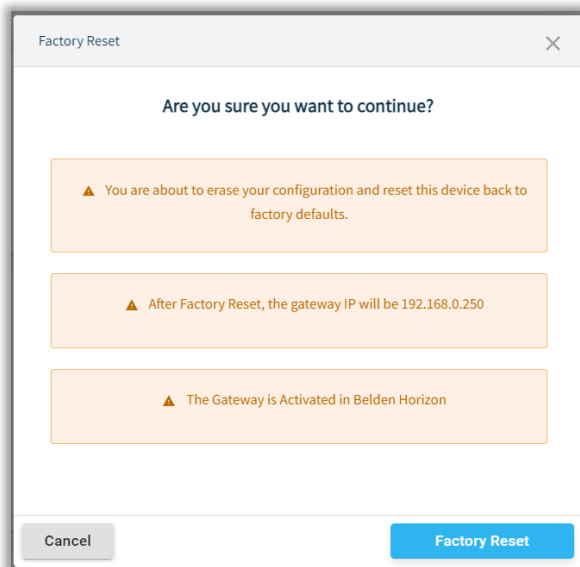 Factory Reset
Are you sure you want to continue?
You are about to erase your configuration and reset this device back to
factory defaults.
After Factory Reset, the gateway IP will be 192.168.0.250
The Gateway is Activated in Belden Horizon
Cancel
Factory Reset